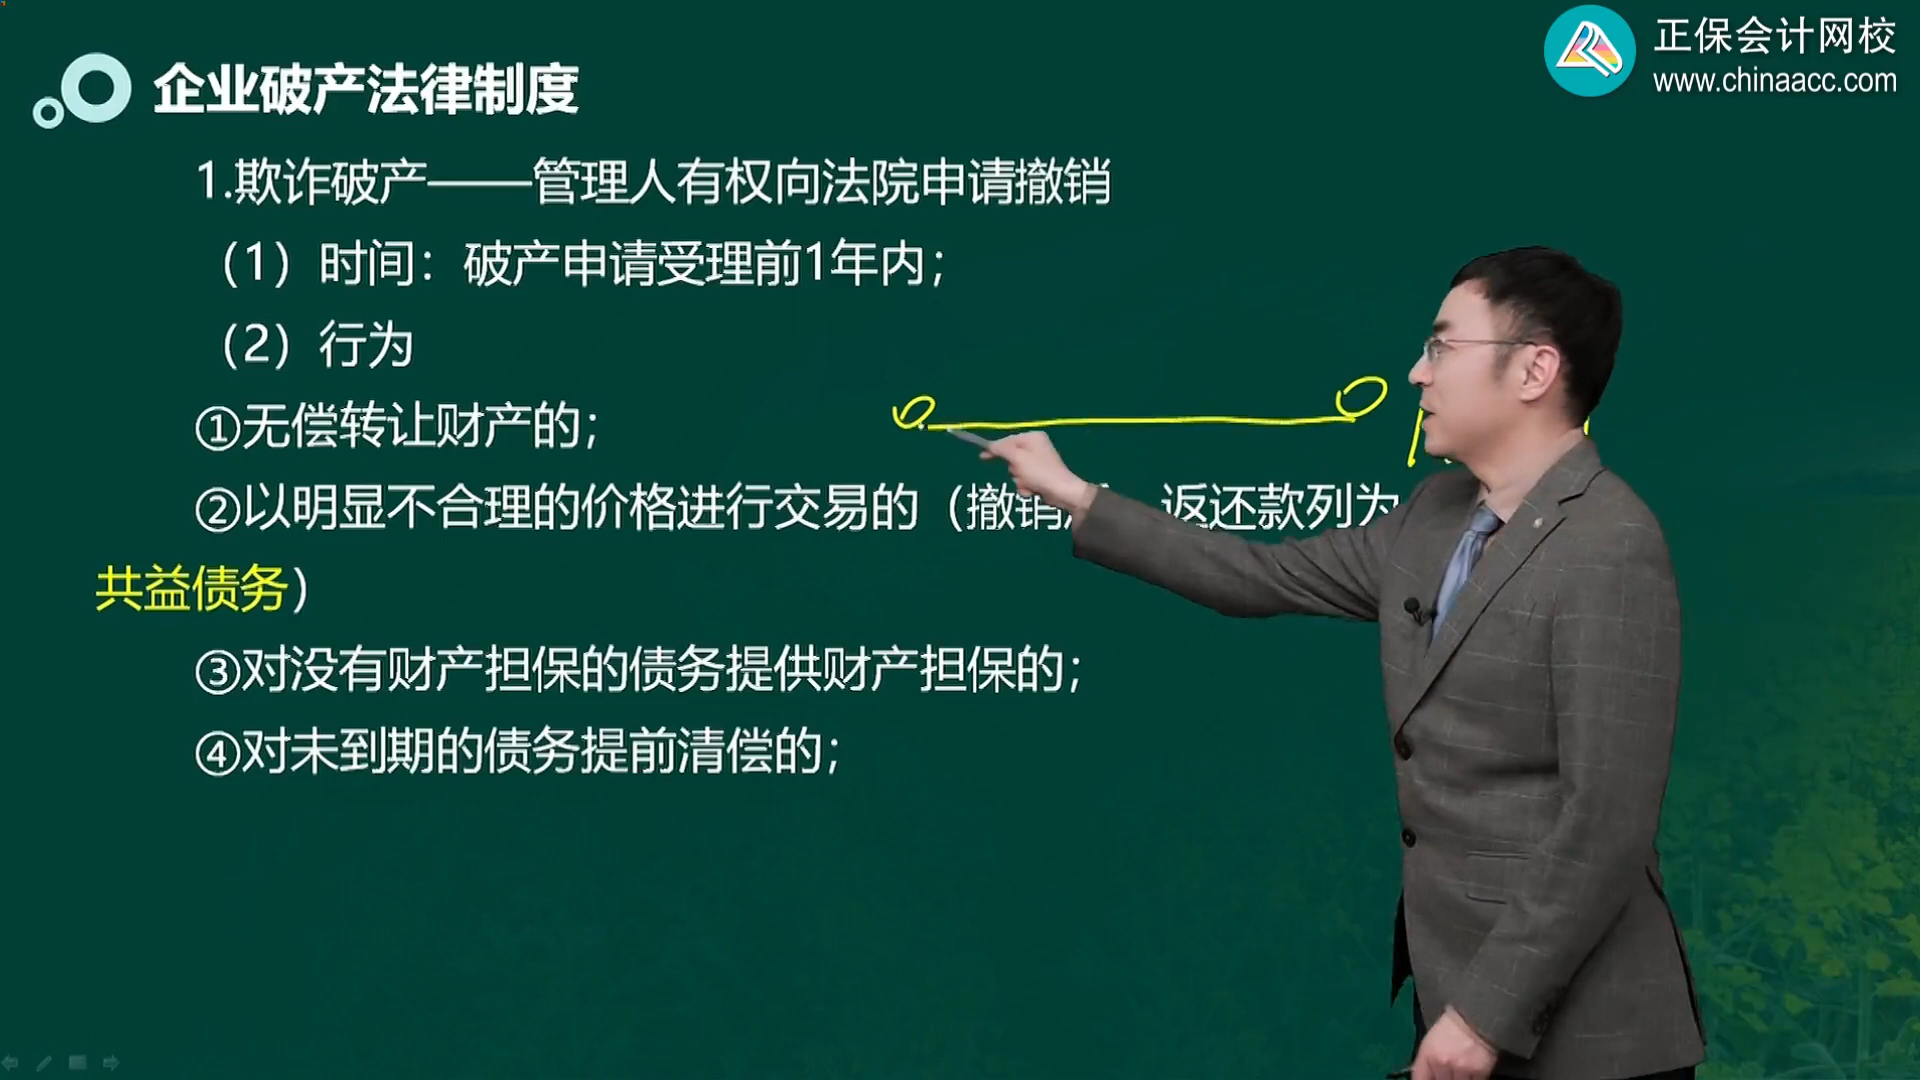 正保会计网校
www.chinaacc.com
企业破产法律制度
1.欺诈破产——管理人有权向法院申请撤销
（1）时间：破产申请受理前1年内；
（2）行为
①无偿转让财产的；
②以明显不合理的价格进行交易的（撤销 返还款列为
共益债务）
③对没有财产担保的债务提供财产担保的；
④对未到期的债务提前清偿的；